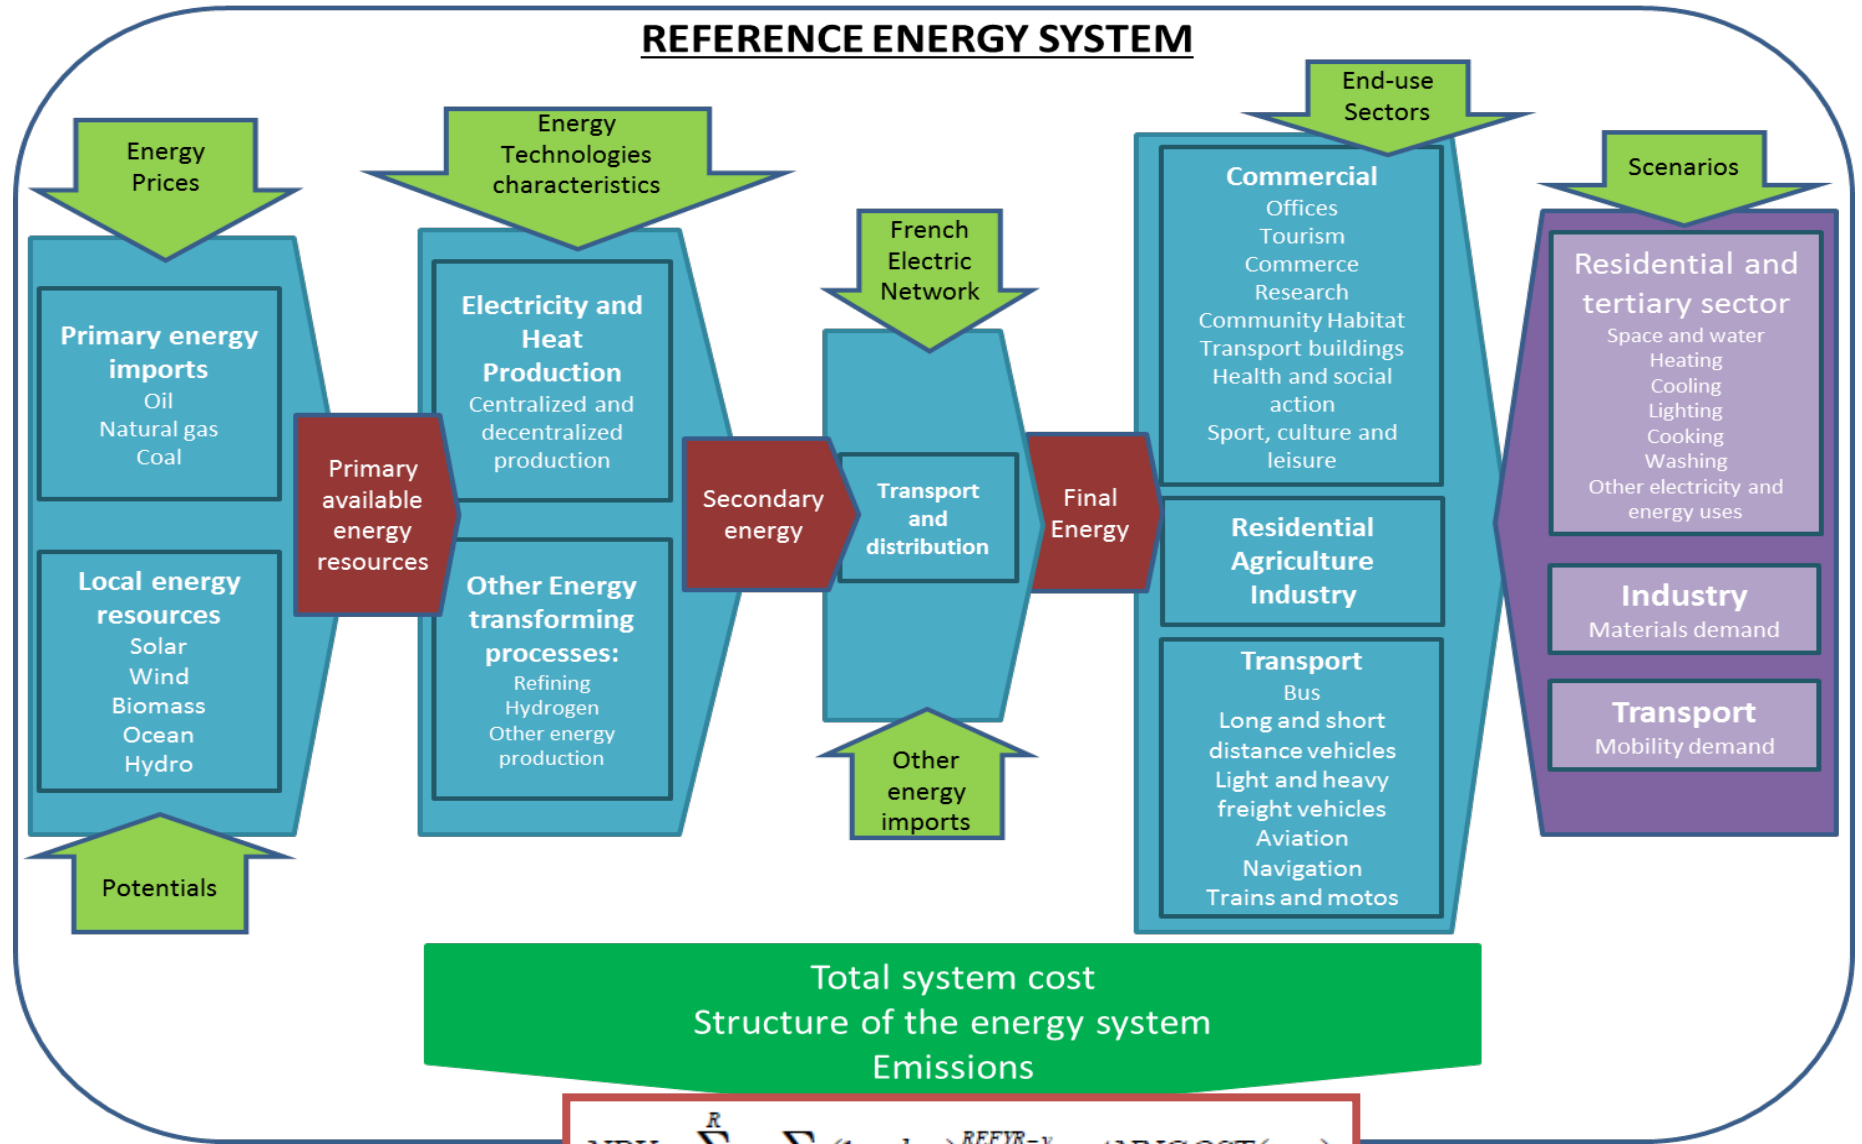 REFERENCE ENERGY SYSTEM
Energy
Prices
Primary energy
imports
Oil
Natural gas
Coal
Local energy
resources
Solar
Wind
Biomass
Ocean
Hydro
Potentials
Primary
available
energy
resources
Energy
Technologies
characteristics
Electricity and
Heat
Production
Centralized and
decentralized
production
Other Energy
transforming
processes:
Refining
Hydrogen
Other energy
production
Secondary
energy
French
Electric
Network
Transport
and
distribution
Other
energy
imports
Final
Energy
End-use
Sectors
Commercial
Offices
Tourism
Commerce
Research
Community Habitat
Transport buildings
Health and social
action
Sport, culture and
leisure
Residential
Agriculture
Industry
Transport
Bus
Long and short
distance vehicles
Light and heavy
freight vehicles
Aviation
Navigation
Trains and motos
Scenarios
Residential and
tertiary sector
Space and water
Heating
Cooling
Lighting
Cooking
Washing
Other electricity and
energy uses
Industry
Materials demand
Transport
Mobility demand
Total system cost
Structure of the energy system
Emissions
R
REFYR-y